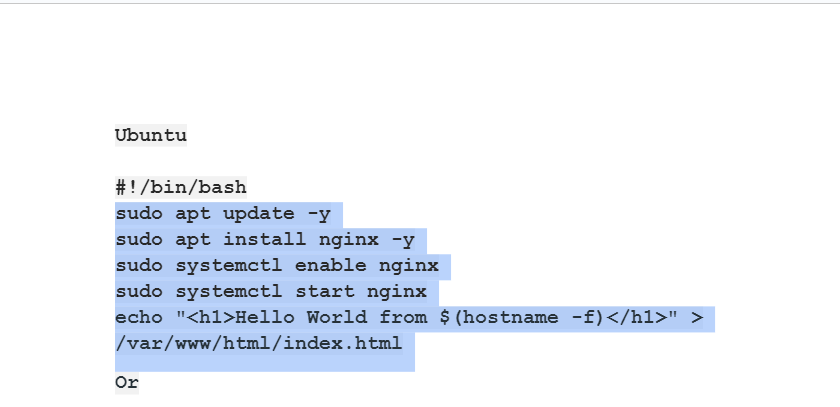 Ubuntu
#!/bin/bash
sudo apt update -y
sudo apt install nginx -y
sudo systemctl enable nginx
sudo systemctl start nginx
echo "<h1>Hello World from $(hostname -f)</h1>" >
/var/www/html/index.html
Or